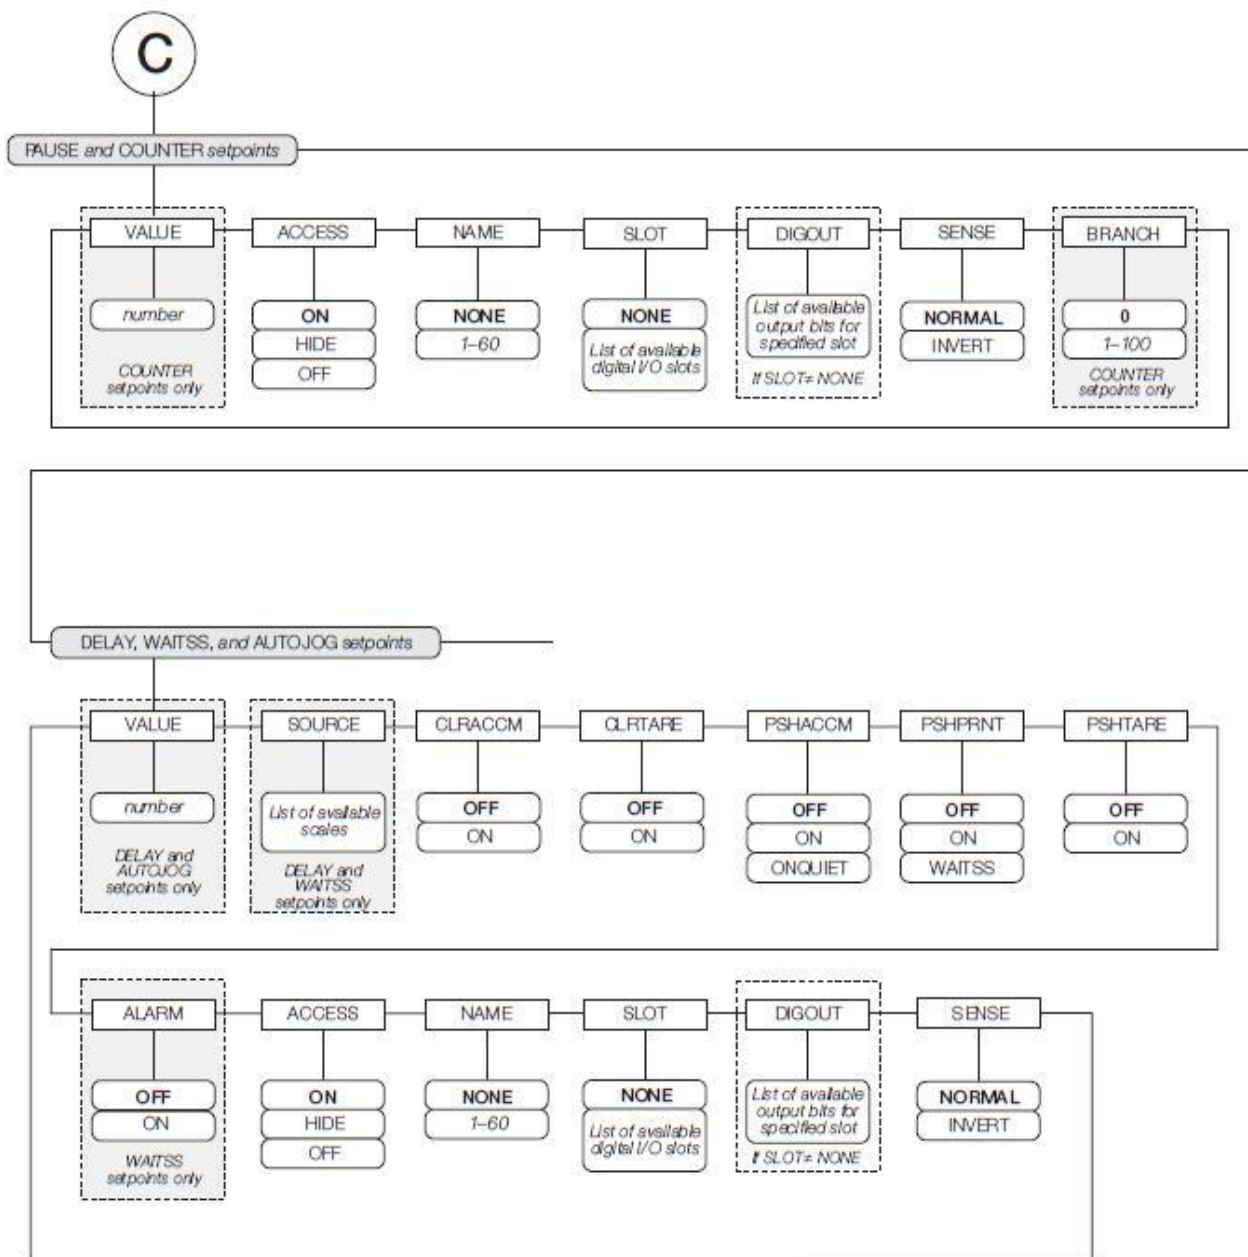 C
PAUSE and COUNTER setpoints
VALUE ACCESS NAME SLOT DIGOUT SENSE BRANCH
number
COUNTER
setpoints only
ON
HIDE
OFF
NONE
1–60
NONE
List of available
digital I/O slots
List of available
output bits for
specified slot
If SLOT≠ NONE
NORMAL
INVERT
0
1–100
COUNTER
setpoints only
DELAY, WAITSS, and AUTOJOG setpoints
VALUE SOURCE CLRACCM CLRTARE PSHACCM PSHPRNT PSHTARE
number
DELAY and
AUTOJOG
setpoints only
List of available
scales
DELAY and
WAITSS
setpoints only
OFF
ON
OFF
ON
OFF
ON
ONQUIET
OFF
ON
WAITSS
OFF
ON
ALARM ACCESS NAME SLOT DIGOUT SENSE
OFF
ON
WAITSS
setpoints only
ON
HIDE
OFF
NONE
1–60
NONE
List of available
digital I/O slots
List of available
output bits for
specified slot
If SLOT≠ NONE
NORMAL
INVERT